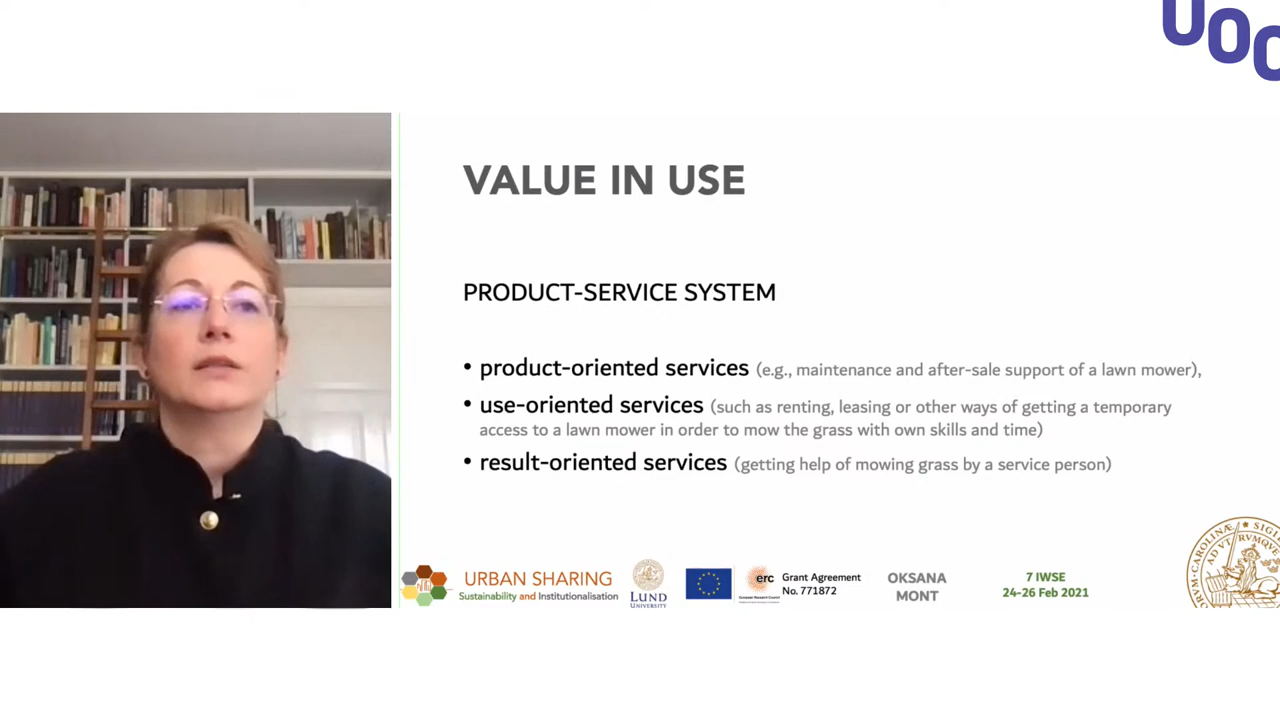 UOC
VALUE IN USE
PRODUCT-SERVICE SYSTEM
• product-oriented services (e.g., maintenance and after-sale support of a lawn mower),
• use-oriented services (such as renting, leasing or other ways of getting a temporary
access to a lawn mower in order to mow the grass with own skills and time)
• result-oriented services (getting help of mowing grass by a service person)
URBAN SHARING
Sustainability and Institutionalisation
LUND
UNIVERSITY
erc
European Research Council
Grant Agreement
No. 771872
OKSANA
MONT
7 IWSE
24-26 Feb 2021